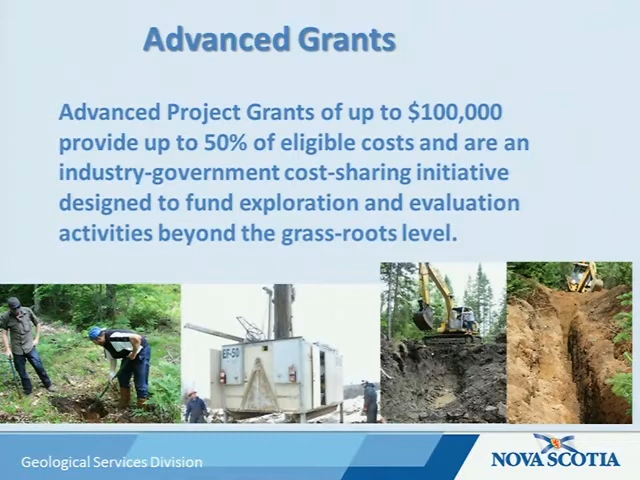 Advanced Grants
Advanced Project Grants of up to $100,000
provide up to 50% of eligible costs and are an
industry-government cost-sharing initiative
designed to fund exploration and evaluation
activities beyond the grass-roots level.
EF-50
Geological Services Division
NOVA SCOTIA